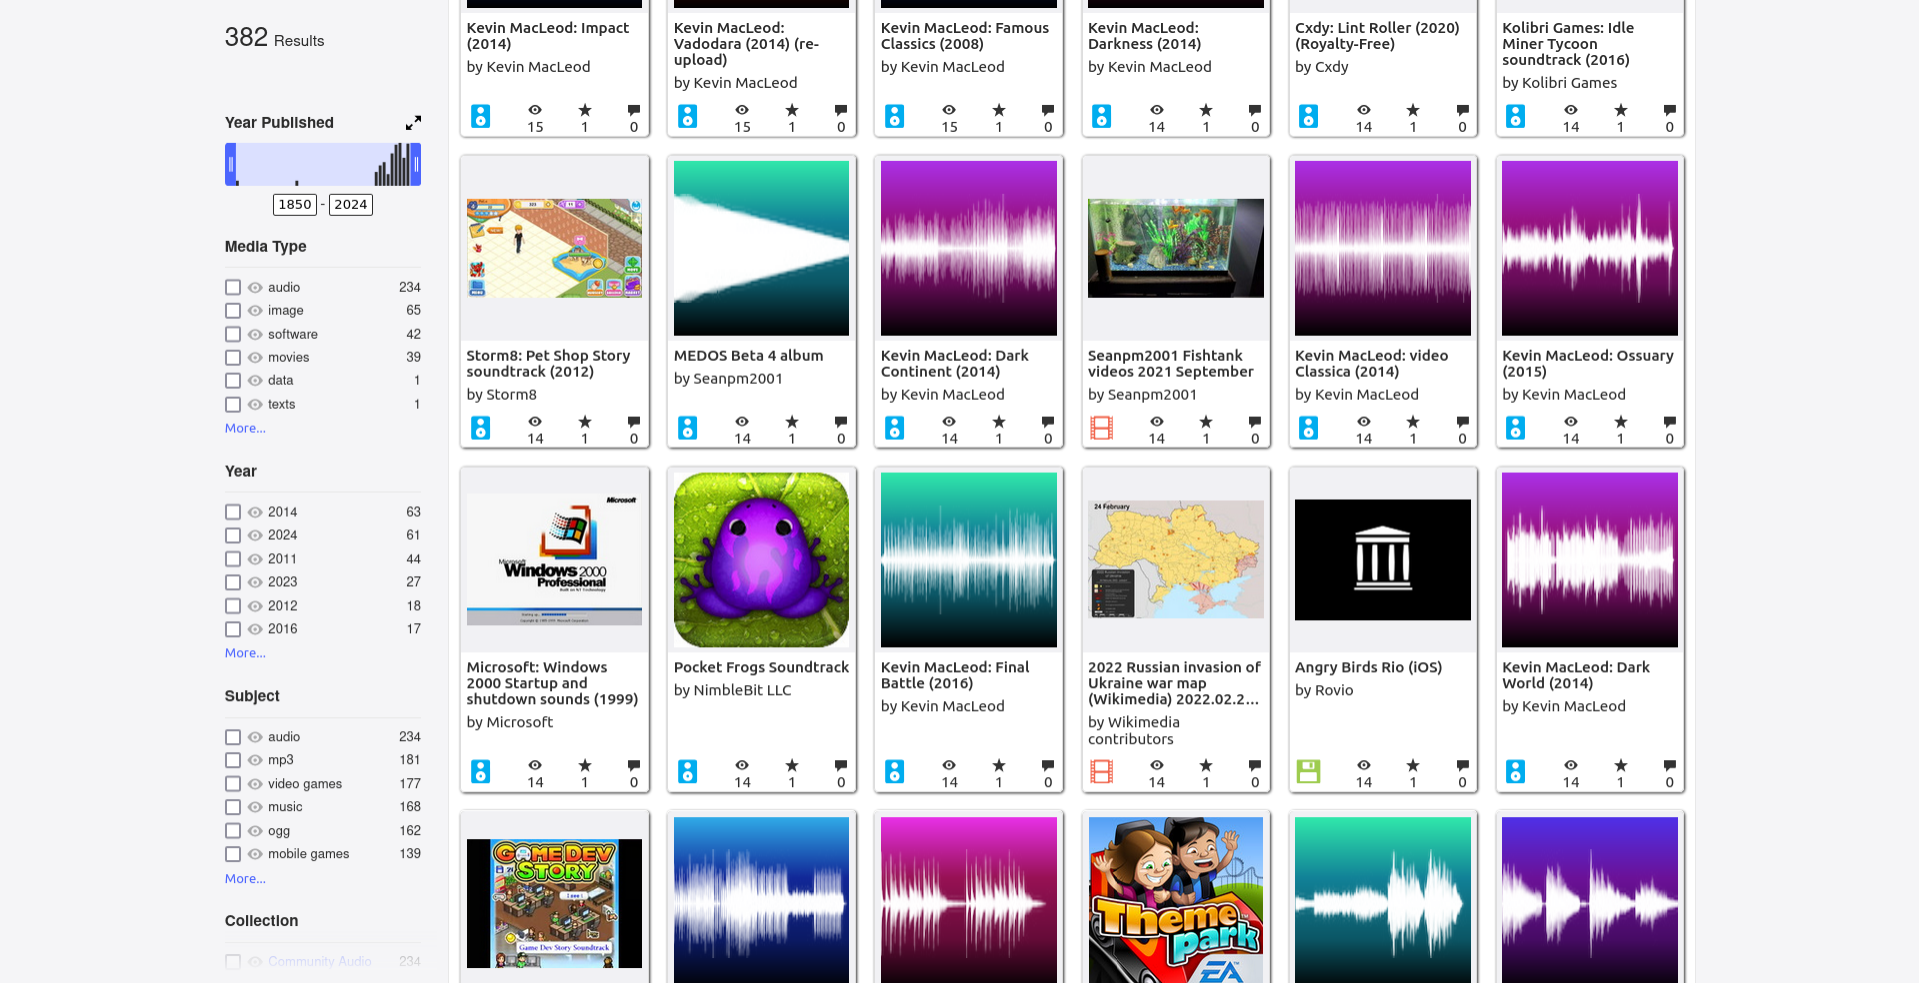 382 Results
Year Published
1850 - 2024
Media Type
audio 234
image 65
software 42
movies 39
data 1
texts 1
More...
Year
2014 63
2024 61
2011 44
2023 27
2012 18
2016 17
More...
Subject
audio 234
mp3 181
video games 177
music 168
ogg 162
mobile games 139
More...
Collection
Community Audio 234
Kevin MacLeod: Impact
(2014)
by Kevin MacLeod
15 1 0
Kevin MacLeod:
Vadodara (2014) (re-
upload)
by Kevin MacLeod
15 1 0
Kevin MacLeod: Famous
Classics (2008)
by Kevin MacLeod
15 1 0
Kevin MacLeod:
Darkness (2014)
by Kevin MacLeod
14 1 0
Cxdy: Lint Roller (2020)
(Royalty-Free)
by Cxdy
14 1 0
Kolibri Games: Idle
Miner Tycoon
soundtrack (2016)
by Kolibri Games
14 1 0
Storm8: Pet Shop Story
soundtrack (2012)
by Storm8
14 1 0
MEDOS Beta 4 album
by Seanpm2001
14 1 0
Kevin MacLeod: Dark
Continent (2014)
by Kevin MacLeod
14 1 0
Seanpm2001 Fishtank
videos 2021 September
by Seanpm2001
14 1 0
Kevin MacLeod: video
Classica (2014)
by Kevin MacLeod
14 1 0
Kevin MacLeod: Ossuary
(2015)
by Kevin MacLeod
14 1 0
Microsoft
Microsoft
Windows 2000
Professional
Built on NT Technology
Microsoft: Windows
2000 Startup and
shutdown sounds (1999)
by Microsoft
14 1 0
Pocket Frogs Soundtrack
by NimbleBit LLC
14 1 0
Kevin MacLeod: Final
Battle (2016)
by Kevin MacLeod
14 1 0
24 February
2022 Russian invasion of
Ukraine war map
(Wikimedia) 2022.02.2...
by Wikimedia
contributors
14 1 0
Angry Birds Rio (iOS)
by Rovio
14 1 0
Kevin MacLeod: Dark
World (2014)
by Kevin MacLeod
14 1 0
GAME DEV
STORY
Game Dev Story Soundtrack
Theme
park
EA